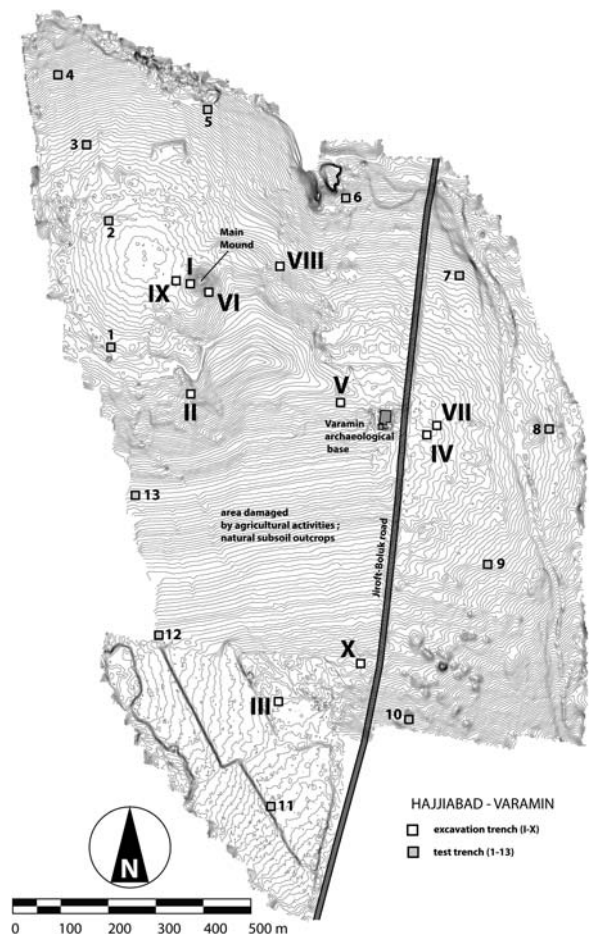 4
5
3
6
2
Main
Mound
VIII
7
I
IX
VI
1
V
II
VII
Varamin
archaeological
base
IV
8
13
area damaged
by agricultural activities ;
natural subsoil outcrops
Jiroft-Boluk road
9
12
X
III
10
11
HAJJIABAD - VARAMIN
excavation trench (I-X)
test trench (1-13)
N
0 100 200 300 400 500 m